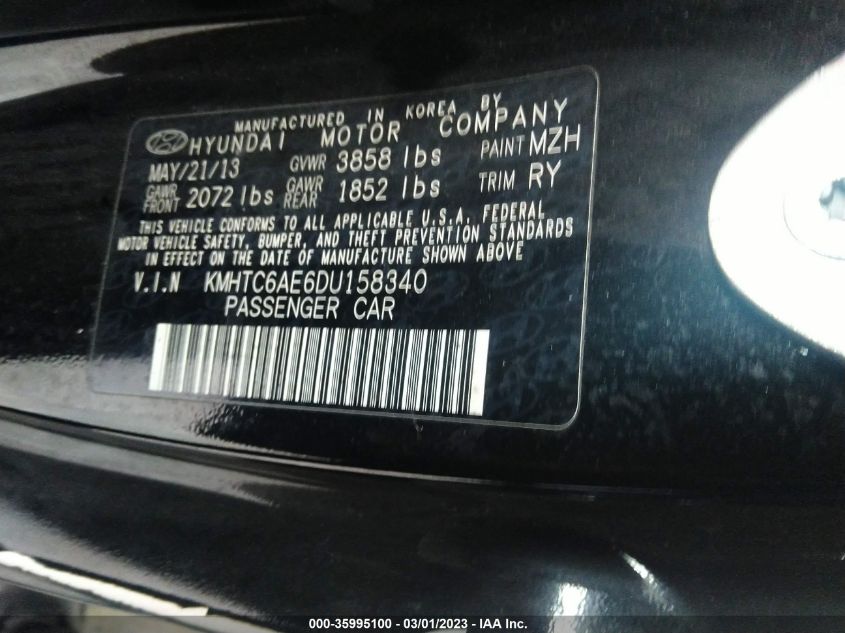 MANUFACTURED IN KOREA BY
HYUNDAI MOTOR COMPANY
MAY/21/13 GVWR 3858 lbs PAINT MZH
GAWR FRONT 2072 lbs GAWR REAR 1852 lbs TRIM RY
THIS VEHICLE CONFORMS TO ALL APPLICABLE U.S.A. FEDERAL
MOTOR VEHICLE SAFETY, BUMPER, AND THEFT PREVENTION STANDARDS
IN EFFECT ON THE DATE OF MANUFACTURE SHOWN ABOVE
V.I.N KMHTC6AE6DU158340
PASSENGER CAR
000-35995100 - 03/01/2023 - IAA Inc.